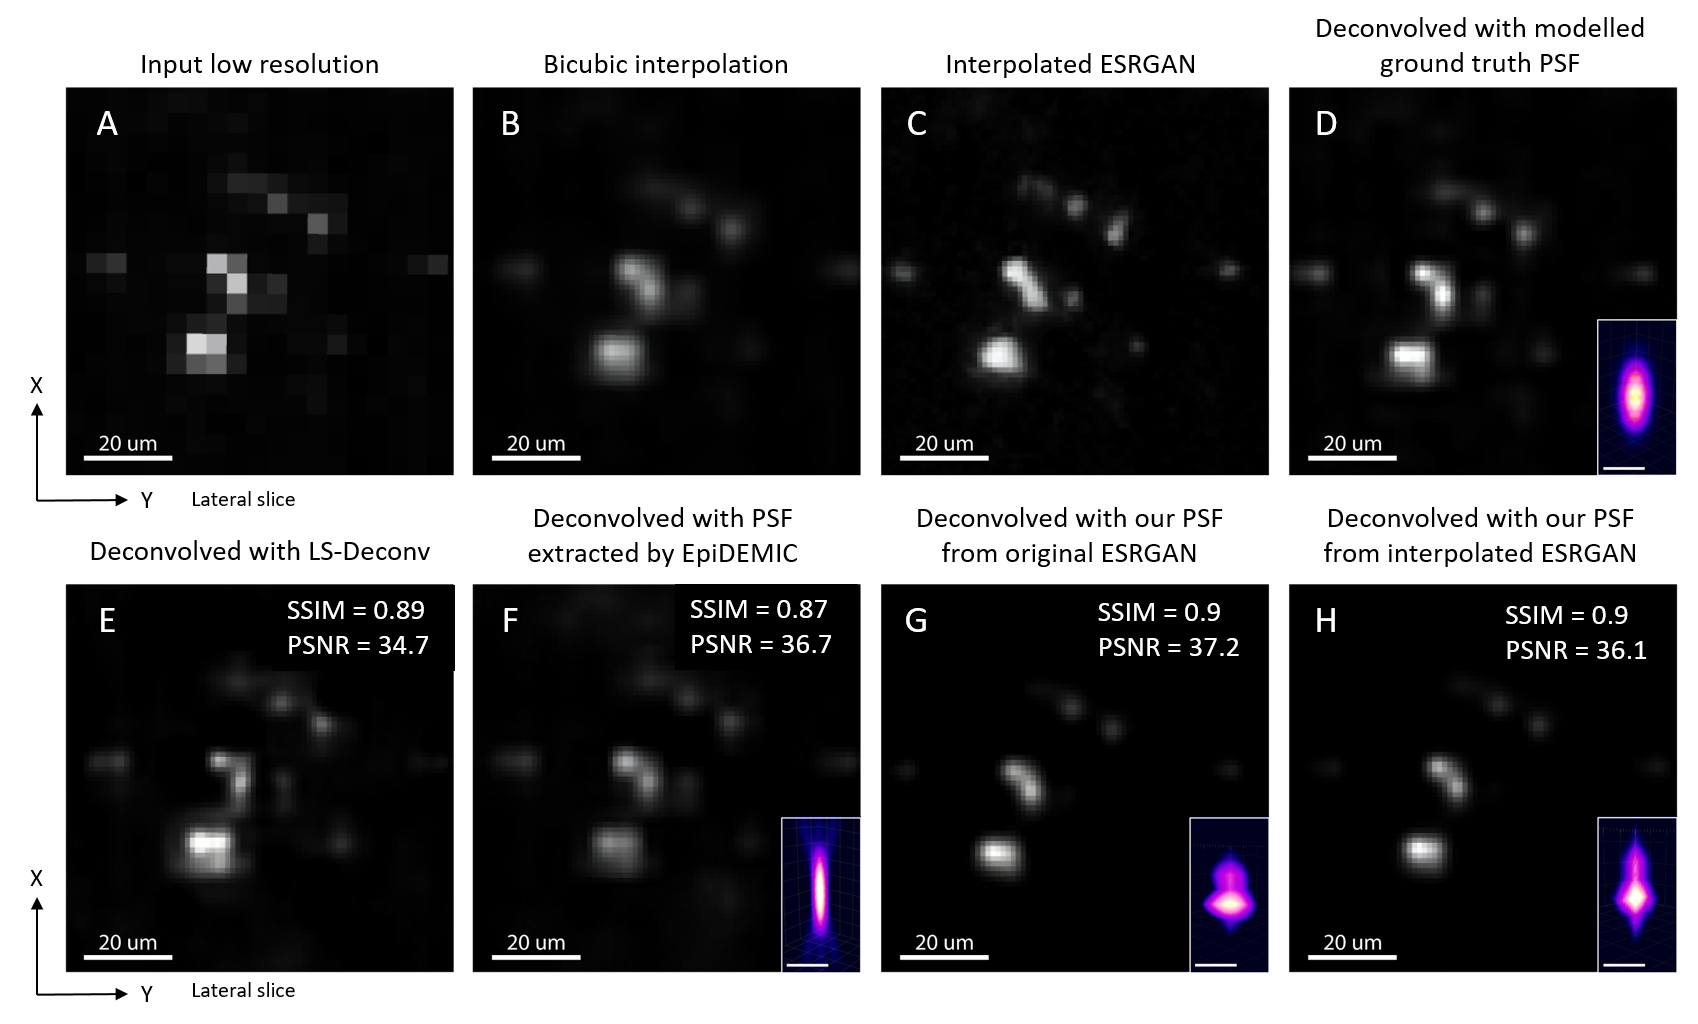 Input low resolution
Bicubic interpolation
Interpolated ESRGAN
Deconvolved with modelled
ground truth PSF
A
B
C
D
20 um
20 um
20 um
20 um
X
Y
Lateral slice
Deconvolved with LS-Deconv
Deconvolved with PSF
extracted by EpiDEMIC
Deconvolved with our PSF
from original ESRGAN
Deconvolved with our PSF
from interpolated ESRGAN
E
SSIM = 0.89
PSNR = 34.7
F
SSIM = 0.87
PSNR = 36.7
G
SSIM = 0.9
PSNR = 37.2
H
SSIM = 0.9
PSNR = 36.1
20 um
20 um
20 um
20 um
X
Y
Lateral slice